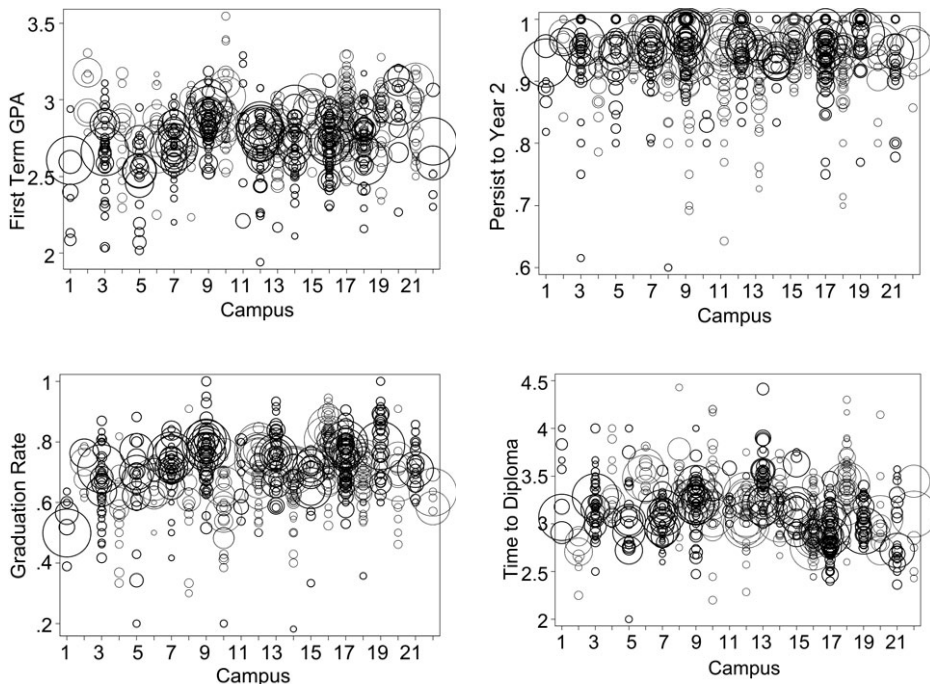 First Term GPA
3.5
3
2.5
2
1 3 5 7 9 11 13 15 17 19 21
Campus
Persist to Year 2
1
.9
.8
.7
.6
1 3 5 7 9 11 13 15 17 19 21
Campus
Graduation Rate
1
.8
.6
.4
.2
1 3 5 7 9 11 13 15 17 19 21
Campus
Time to Diploma
4.5
4
3.5
3
2.5
2
1 3 5 7 9 11 13 15 17 19 21
Campus